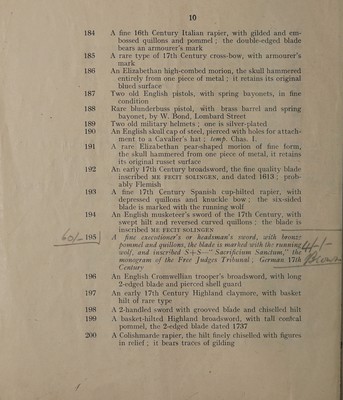 10
184 A fine 16th Century Italian rapier, with gilded and em-
bossed quillons and pommel ; the double-edged blade
bears an armourer's mark
185 A rare type of 17th Century cross-bow, with armourer's
mark
186 An Elizabethan high-combed morion, the skull hammered
entirely from one piece of metal ; it retains its original
blued surface
187 Two old English pistols, with spring bayonets, in fine
condition
188 Rare blunderbuss pistol, with brass barrel and spring
bayonet, by W. Bond, Lombard Street
189 Two old military helmets ; one is silver-plated
190 An English skull cap of steel, pierced with holes for attach-
ment to a Cavalier's hat ; temp. Chas. I.
191 A rare Elizabethan pear-shaped morion of fine form,
the skull hammered from one piece of metal, it retains
its original russet surface
192 An early 17th Century broadsword, the fine quality blade
inscribed ME FECIT SOLINGEN, and dated 1613 ; prob-
ably Flemish
193 A fine 17th Century Spanish cup-hilted rapier, with
depressed quillons and knuckle bow ; the six-sided
blade is marked with the running wolf
194 An English musketeer's sword of the 17th Century, with
swept hilt and reversed curved quillons ; the blade is
inscribed ME FECIT SOLINGEN
60/- 195 A fine executioner's or headsman's sword, with bronze
pommel and quillons, the blade is marked with the running
wolf, and inscribed S+S—" Sacrificium Sanctum," the
monogram of the Free Judges Tribunal ; German 17th
Century
196 An English Cromwellian trooper's broadsword, with long
2-edged blade and pierced shell guard
197 An early 17th Century Highland claymore, with basket
hilt of rare type
198 A 2-handed sword with grooved blade and chiselled hilt
199 A basket-hilted Highland broadsword, with tall conical
pommel, the 2-edged blade dated 1737
200 A Colishmarde rapier, the hilt finely chiselled with figures
in relief ; it bears traces of gilding